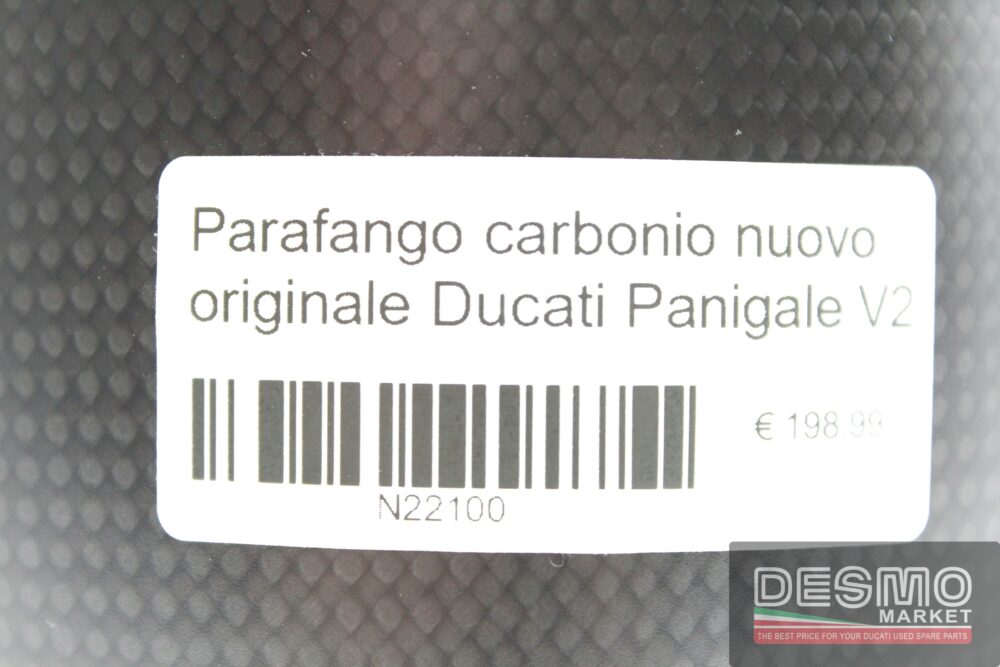 Parafango carbonio nuovo
originale Ducati Panigale V2
€ 198.99
N22100
DESMO
MARKET
THE BEST PRICE FOR YOUR DUCATI USED SPARE PARTS